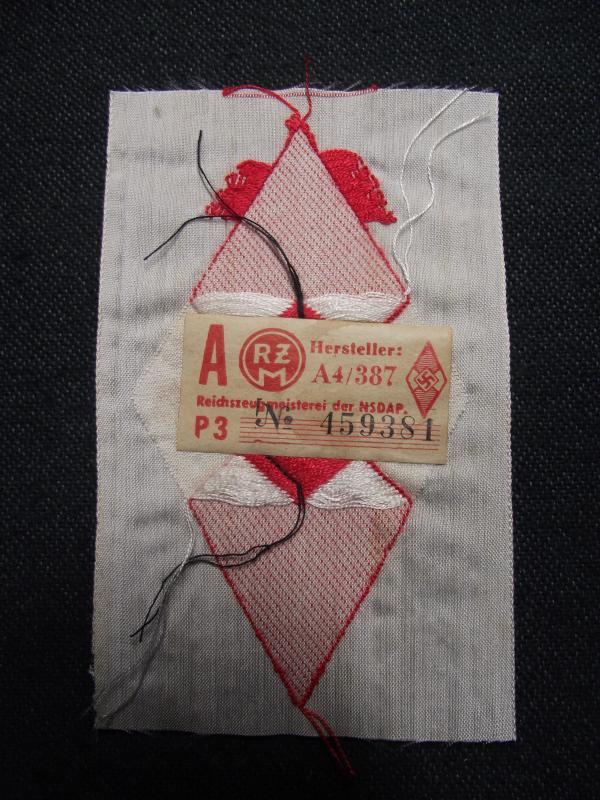 A
RZM
Hersteller:
A4/387
Reichszeugmeisterei der NSDAP.
P3
No: 459381